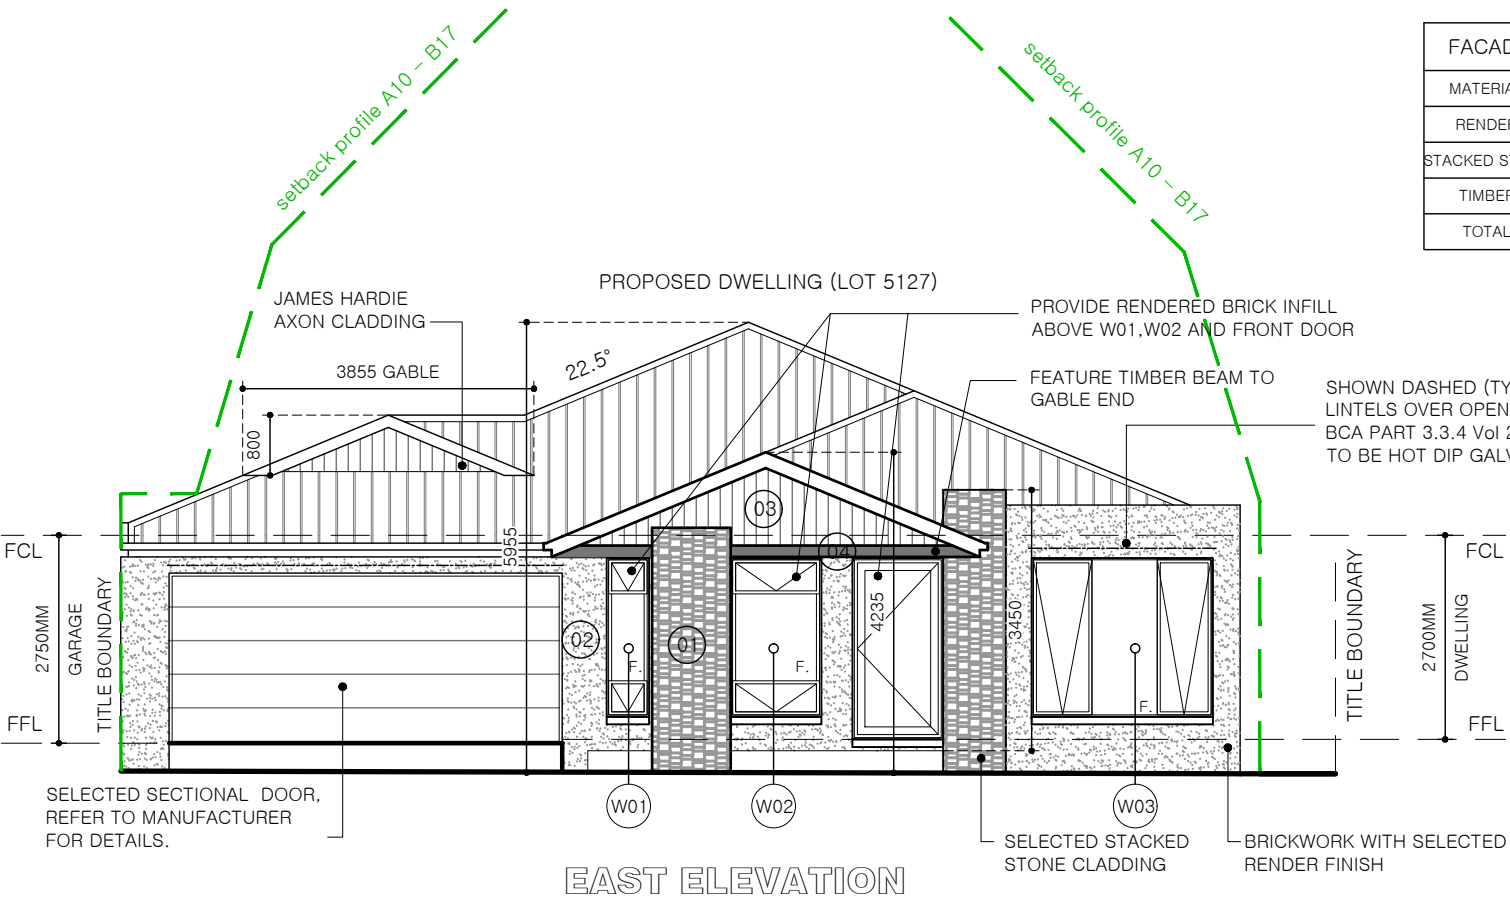 setback profile A10 - B17
setback profile A10 - B17
FACAD
MATERIA
RENDER
STACKED S
TIMBER
TOTAL
PROPOSED DWELLING (LOT 5127)
JAMES HARDIE
AXON CLADDING
PROVIDE RENDERED BRICK INFILL
ABOVE W01,W02 AND FRONT DOOR
22.5°
3855 GABLE
FEATURE TIMBER BEAM TO
GABLE END
SHOWN DASHED (TY
LINTELS OVER OPEN
BCA PART 3.3.4 Vol 2
TO BE HOT DIP GALV
800
03
04
5955
FCL
FCL
2750MM
GARAGE
TITLE BOUNDARY
02
01
F.
F.
4235
3450
F.
TITLE BOUNDARY
2700MM
DWELLING
FFL
FFL
SELECTED SECTIONAL DOOR,
REFER TO MANUFACTURER
FOR DETAILS.
W01
W02
W03
SELECTED STACKED
STONE CLADDING
BRICKWORK WITH SELECTED
RENDER FINISH
EAST ELEVATION